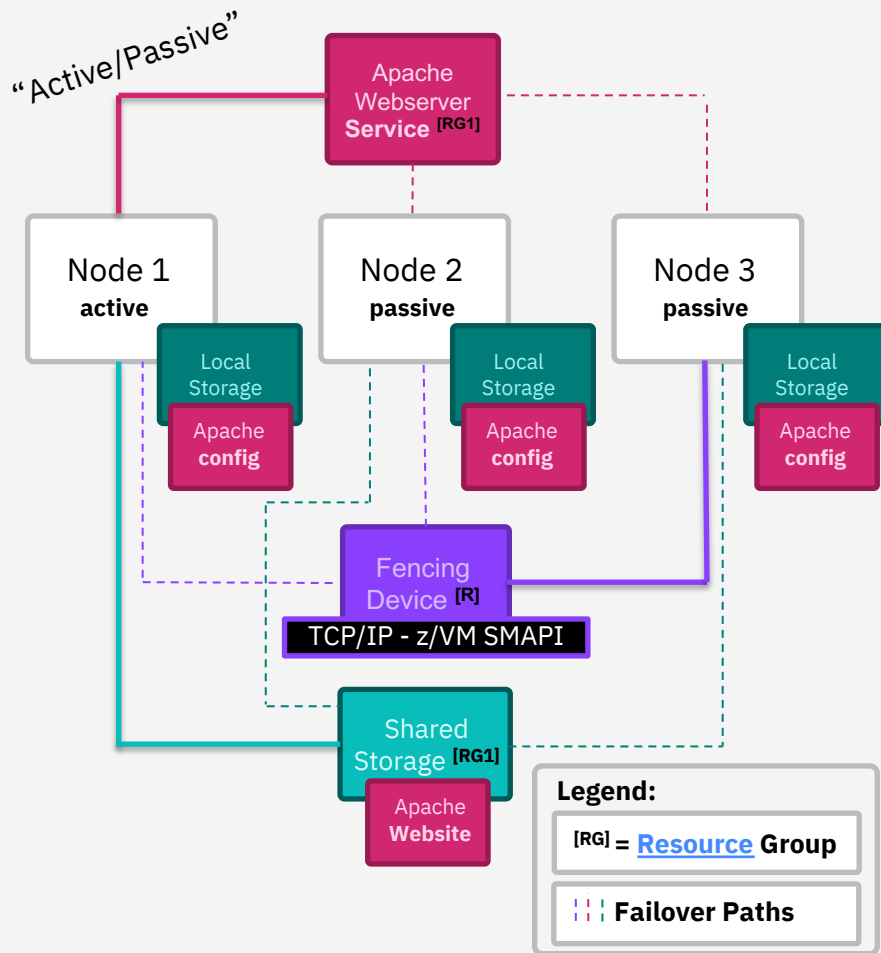 “Active/Passive”
Apache
Webserver
Service [RG1]
Node 1
active
Node 2
passive
Node 3
passive
Local
Storage
Apache
config
Local
Storage
Apache
config
Local
Storage
Apache
config
Fencing
Device [R]
TCP/IP - z/VM SMAPI
Shared
Storage [RG1]
Apache
Website
Legend:
[RG] = Resource Group
Failover Paths